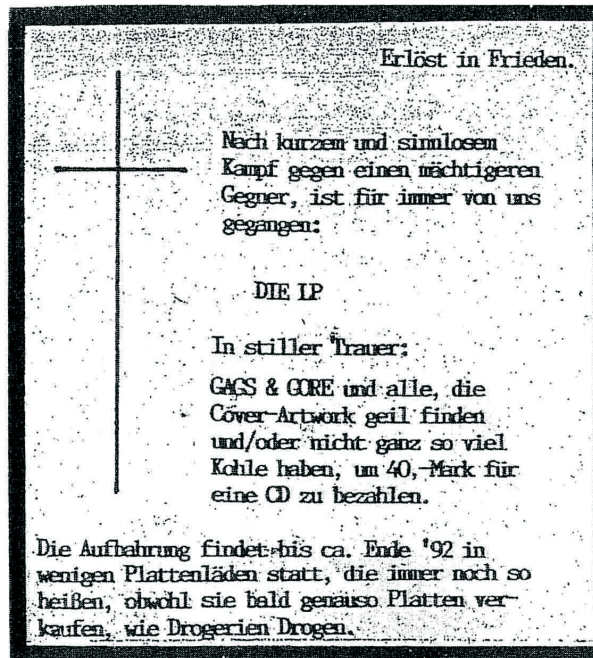 Erlöst in Frieden.
Nach kurzem und sinnlosem
Kampf gegen einen mächtigeren
Gegner, ist für immer von uns
gegangen:
DIE LP
In stiller Trauer:
GAGS & GORE und alle, die
Cover-Artwork geil finden
und/oder nicht ganz so viel
Kohle haben, um 40,-Mark für
eine CD zu bezahlen.
Die Aufbahrung findet bis ca. Ende '92 in
wenigen Plattenläden statt, die immer noch so
heißen, obwohl sie bald genauso Platten ver-
kaufen, wie Drogerien Drogen.